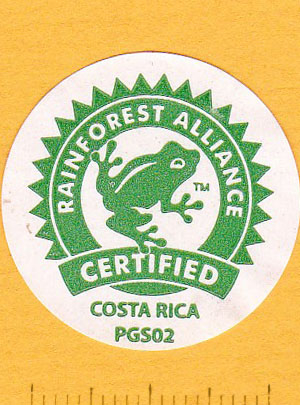 RAINFOREST ALLIANCE
TM
CERTIFIED
COSTA RICA
PGS02